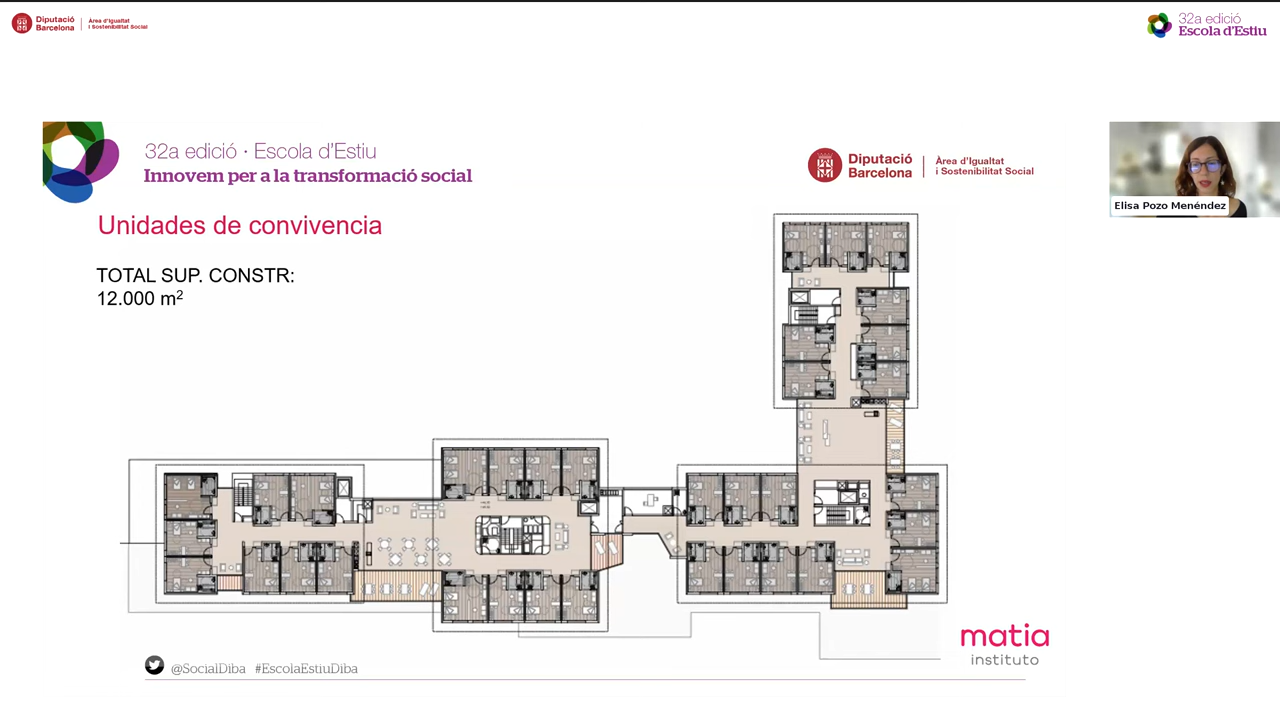 Diputació
Barcelona
Àrea d'Igualtat
i Sostenibilitat Social
32a edició
Escola d'Estiu
32a edició · Escola d'Estiu
Innovem per a la transformació social
Diputació
Barcelona
Àrea d'Igualtat
i Sostenibilitat Social
Elisa Pozo Menéndez
Unidades de convivencia
TOTAL SUP. CONSTR:
12.000 m²
matia
instituto
@SocialDiba #EscolaEstiuDiba